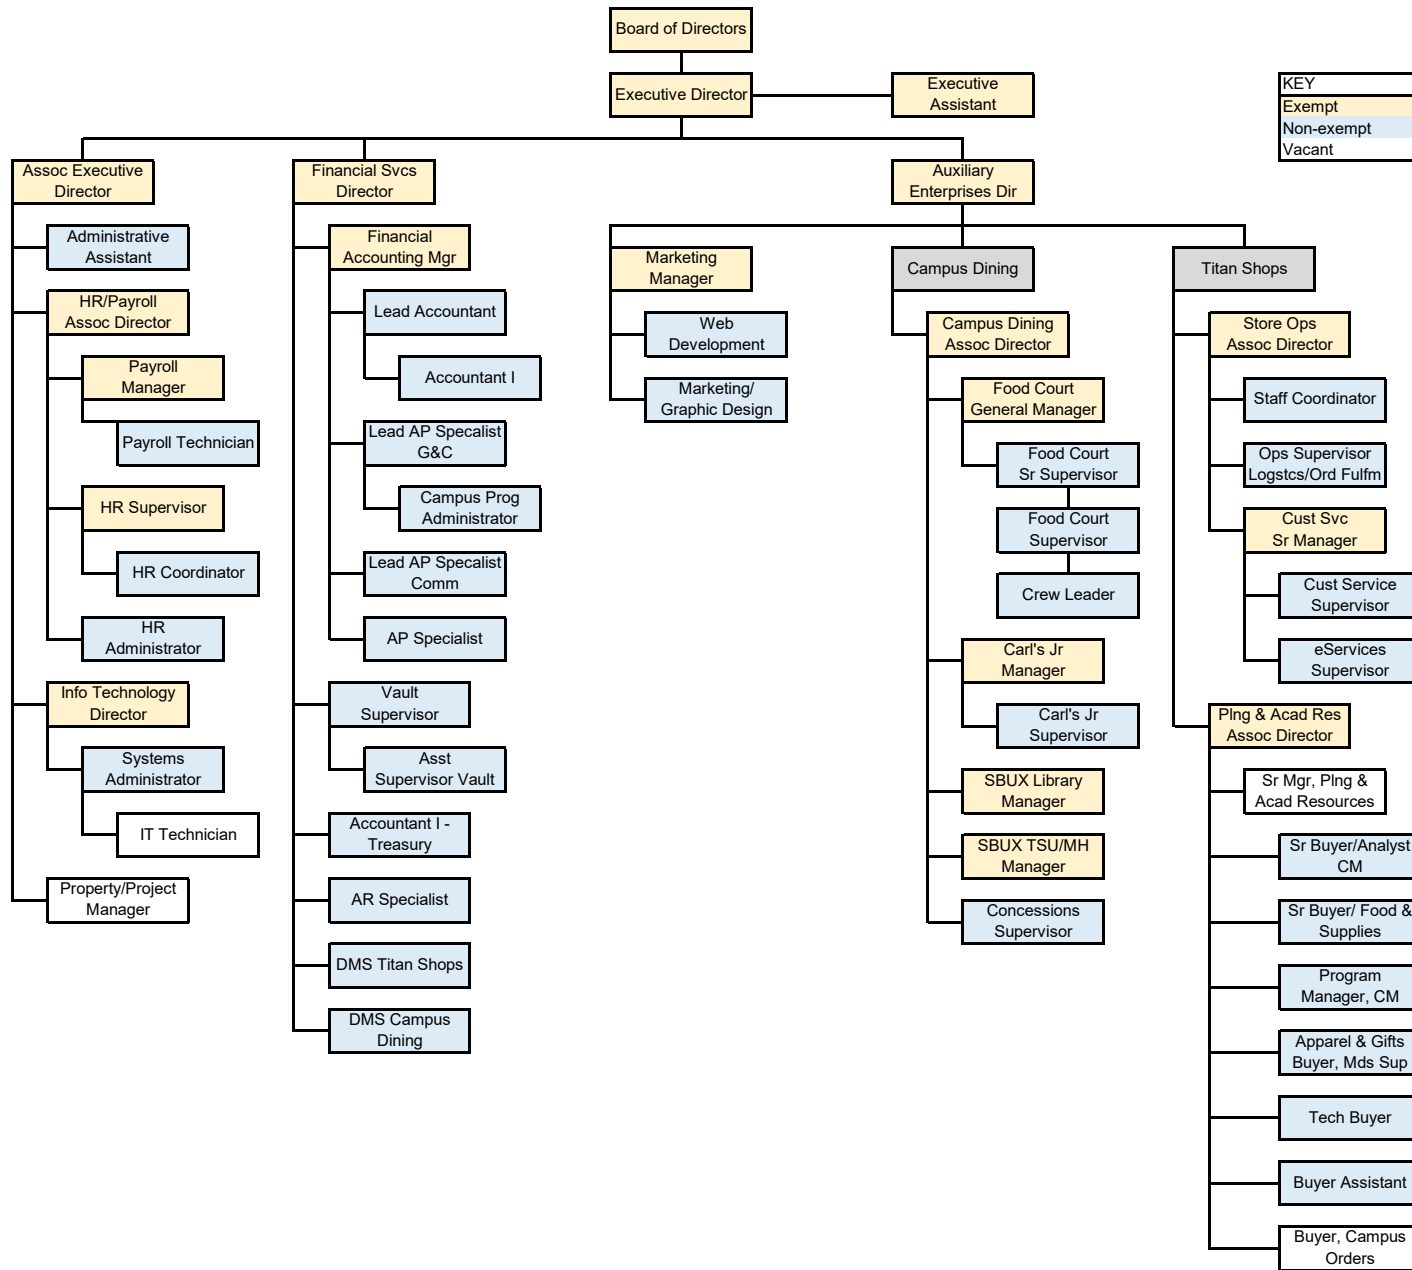 Board of Directors
Executive Director
Executive
Assistant
KEY
Exempt
Non-exempt
Vacant
Assoc Executive
Director
Administrative
Assistant
HR/Payroll
Assoc Director
Payroll
Manager
Payroll Technician
HR Supervisor
HR Coordinator
HR
Administrator
Info Technology
Director
Systems
Administrator
IT Technician
Property/Project
Manager
Financial Svcs
Director
Financial
Accounting Mgr
Lead Accountant
Accountant I
Lead AP Specalist
G&C
Campus Prog
Administrator
Lead AP Specalist
Comm
AP Specialist
Vault
Supervisor
Asst
Supervisor Vault
Accountant I -
Treasury
AR Specialist
DMS Titan Shops
DMS Campus
Dining
Auxiliary
Enterprises Dir
Marketing
Manager
Web
Development
Marketing/
Graphic Design
Campus Dining
Campus Dining
Assoc Director
Food Court
General Manager
Food Court
Sr Supervisor
Food Court
Supervisor
Crew Leader
Carl's Jr
Manager
Carl's Jr
Supervisor
SBUX Library
Manager
SBUX TSU/MH
Manager
Concessions
Supervisor
Titan Shops
Store Ops
Assoc Director
Staff Coordinator
Ops Supervisor
Logstcs/Ord Fulfm
Cust Svc
Sr Manager
Cust Service
Supervisor
eServices
Supervisor
Plng & Acad Res
Assoc Director
Sr Mgr, Plng &
Acad Resources
Sr Buyer/Analyst
CM
Sr Buyer/ Food &
Supplies
Program
Manager, CM
Apparel & Gifts
Buyer, Mds Sup
Tech Buyer
Buyer Assistant
Buyer, Campus
Orders